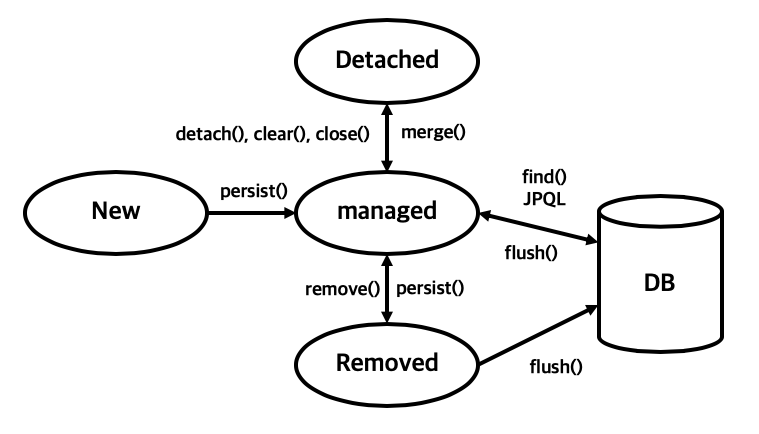 Detached
detach(), clear(), close()
merge()
find()
JPQL
persist()
New
managed
flush()
DB
remove()
persist()
Removed
flush()